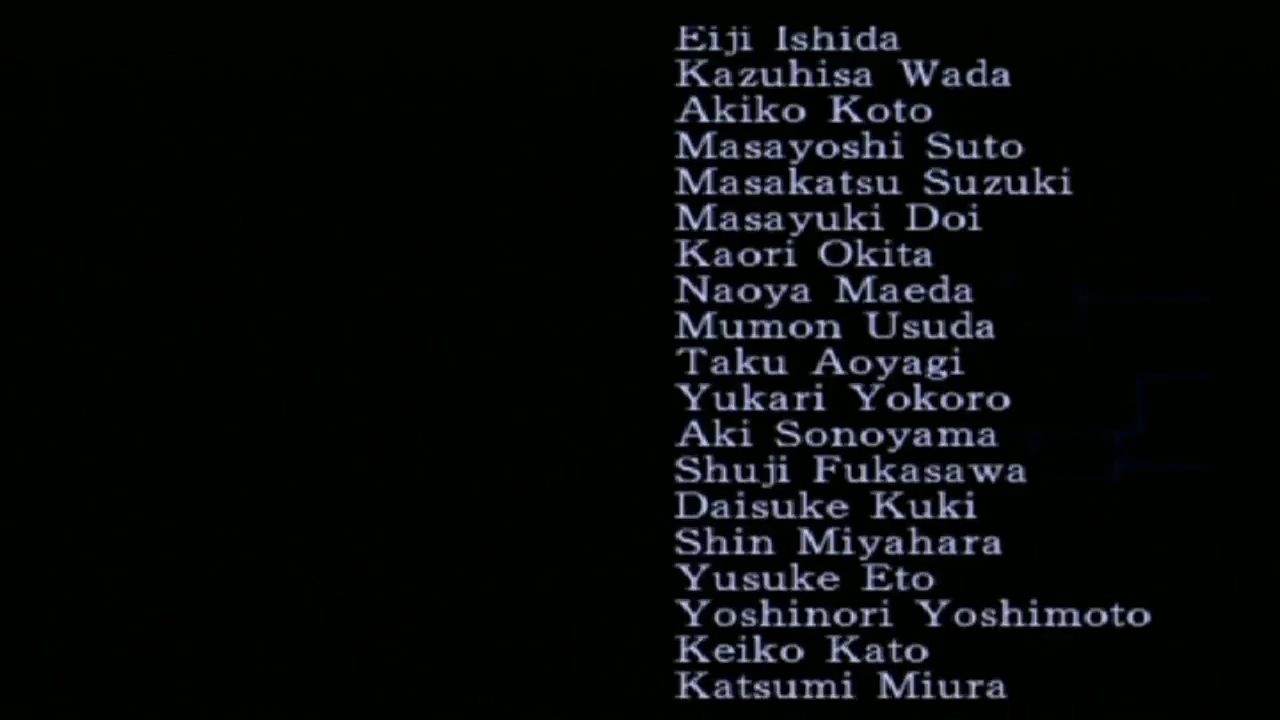 Eiji Ishida
Kazuhisa Wada
Akiko Koto
Masayoshi Suto
Masakatsu Suzuki
Masayuki Doi
Kaori Okita
Naoya Maeda
Mumon Usuda
Taku Aoyagi
Yukari Yokoro
Aki Sonoyama
Shuji Fukasawa
Daisuke Kuki
Shin Miyahara
Yusuke Eto
Yoshinori Yoshimoto
Keiko Kato
Katsumi Miura